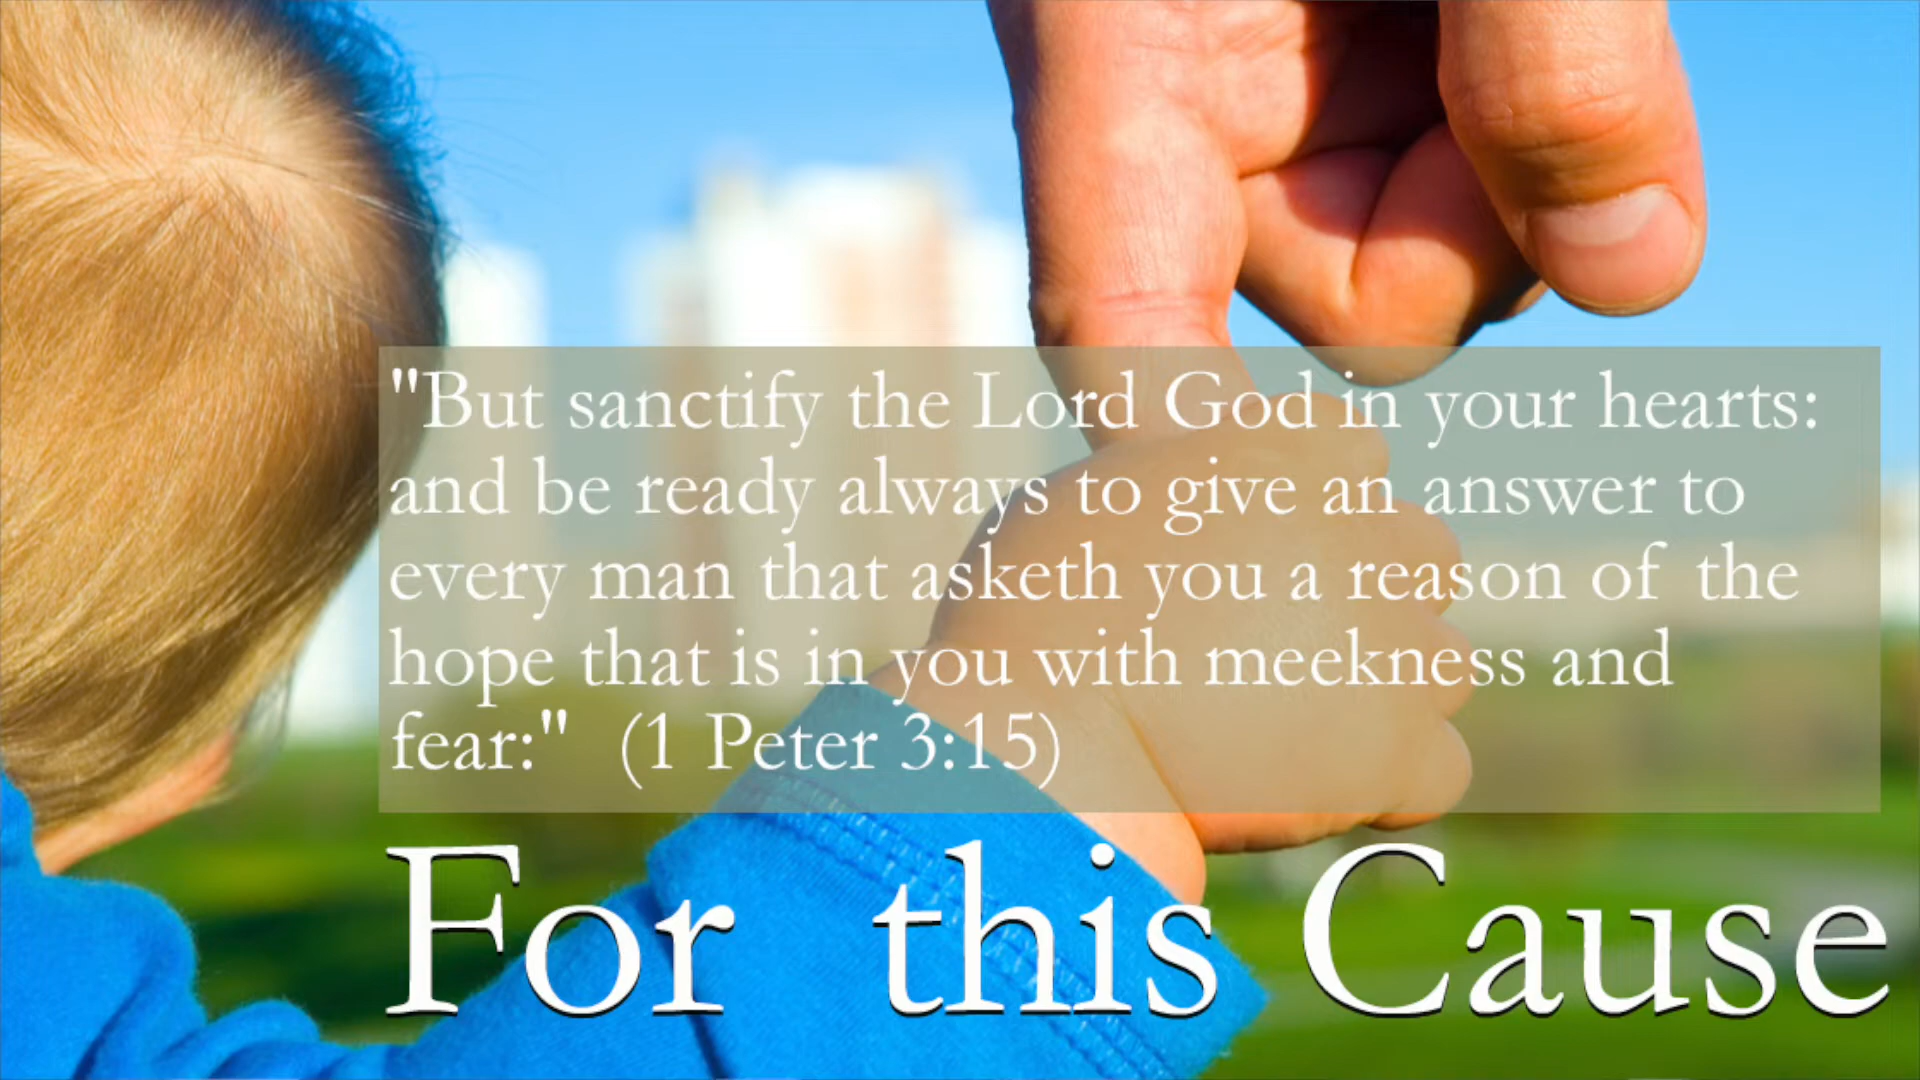 "But sanctify the Lord God in your hearts:
and be ready always to give an answer to
every man that asketh you a reason of the
hope that is in you with meekness and
fear:" (1 Peter 3:15)
For this Cause